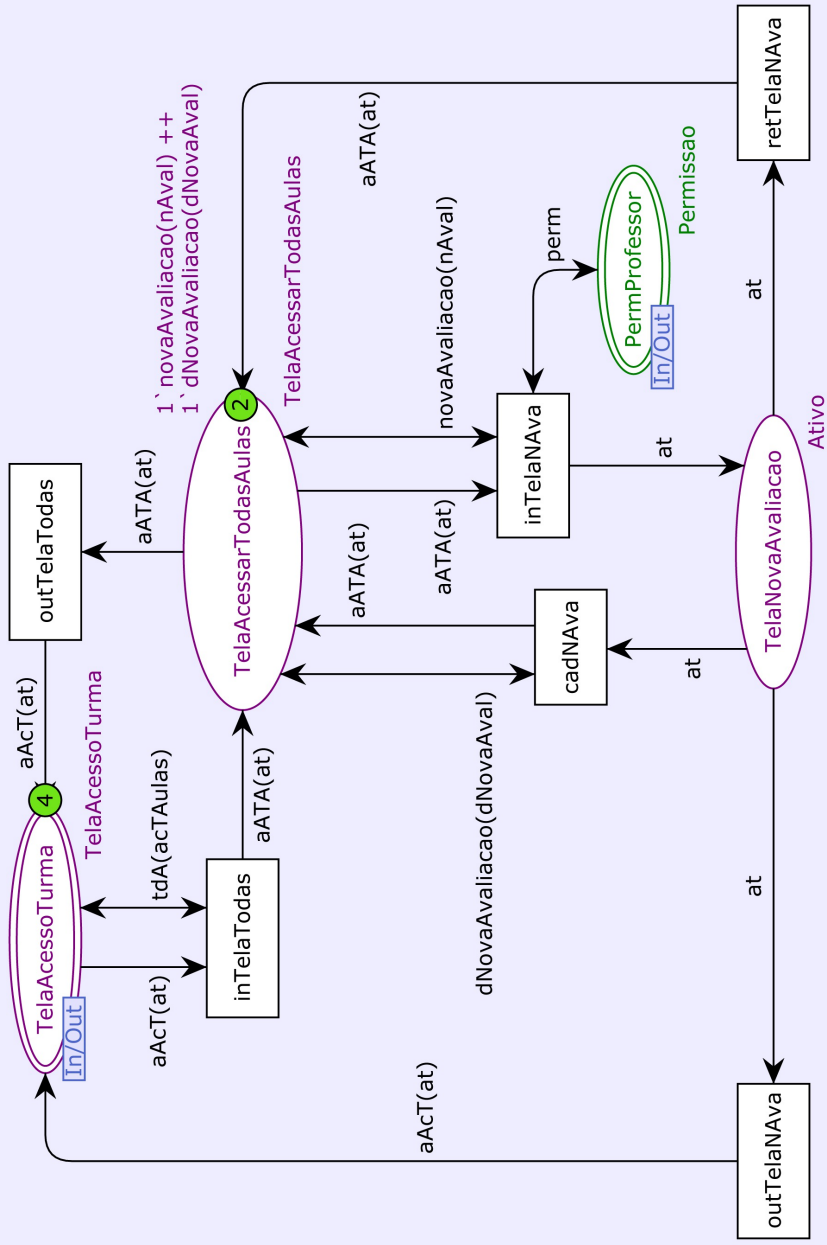 TelaAcessoTurma
In/Out
4
TelaAcessoTurma
aAcT(at)
outTelaTodas
aAcT(at)
tdA(acTAulas)
inTelaTodas
aATA(at)
aATA(at)
TelaAcessarTodasAulas
2
1`novaAvaliacao(nAval) ++
1`dNovaAvaliacao(dNovaAval)
TelaAcessarTodasAulas
aATA(at)
aAcT(at)
dNovaAvaliacao(dNovaAval)
aATA(at)
aATA(at)
novaAvaliacao(nAval)
cadNAva
inTelaNAva
perm
PermProfessor
In/Out
Permissao
at
at
at
at
outTelaNAva
TelaNovaAvaliacao
Ativo
retTelaNAva